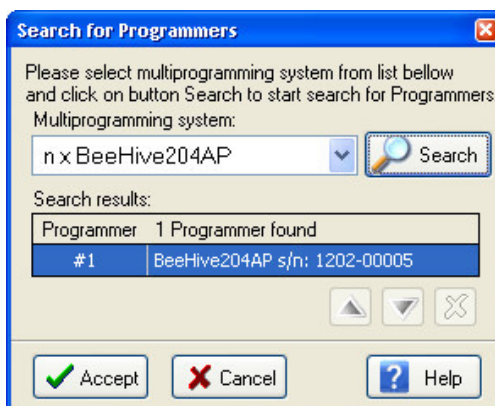 Search for Programmers
Please select multiprogramming system from list bellow
and click on button Search to start search for Programmers
Multiprogramming system:
n x BeeHive204AP
Search
Search results:
Programmer 1 Programmer found
#1 BeeHive204AP s/n: 1202-00005
Accept
Cancel
? Help